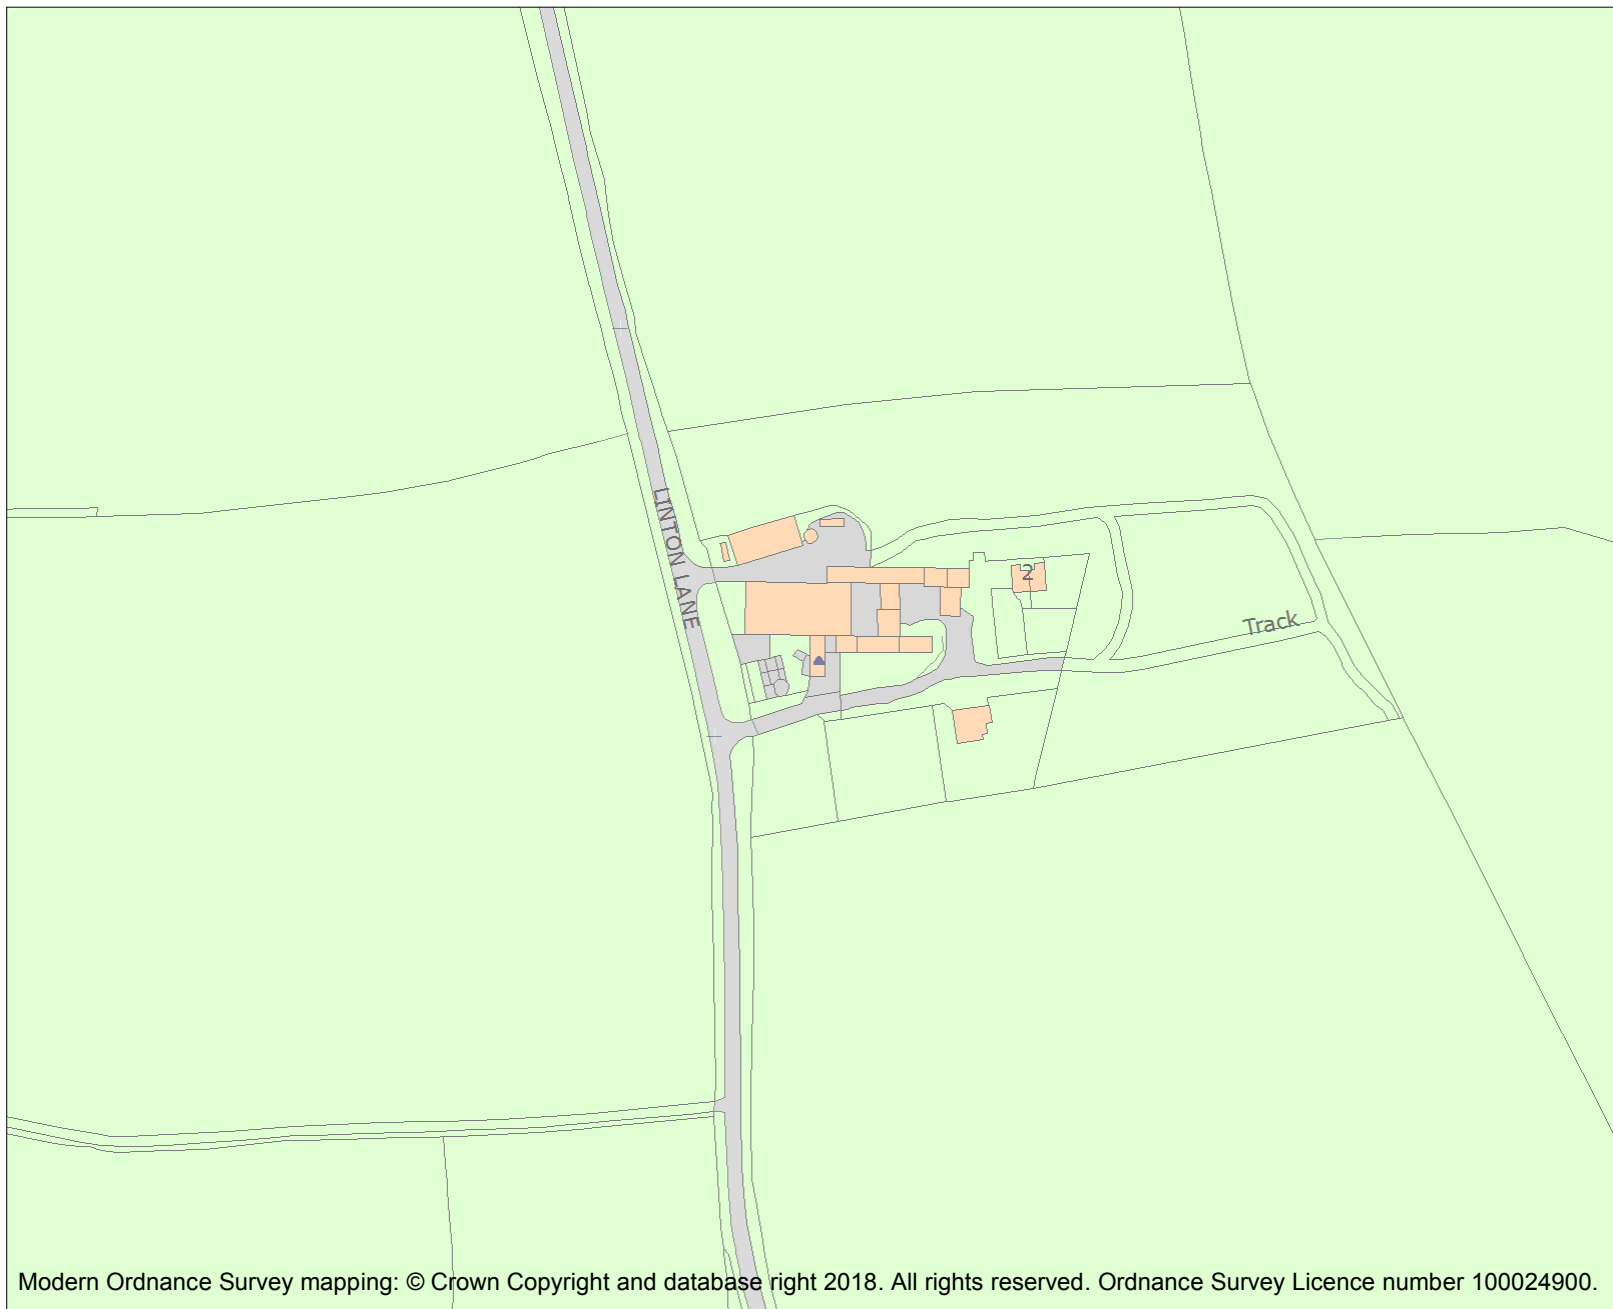 LINTON LANE
2
Track
Modern Ordnance Survey mapping: © Crown Copyright and database right 2018. All rights reserved. Ordnance Survey Licence number 100024900.